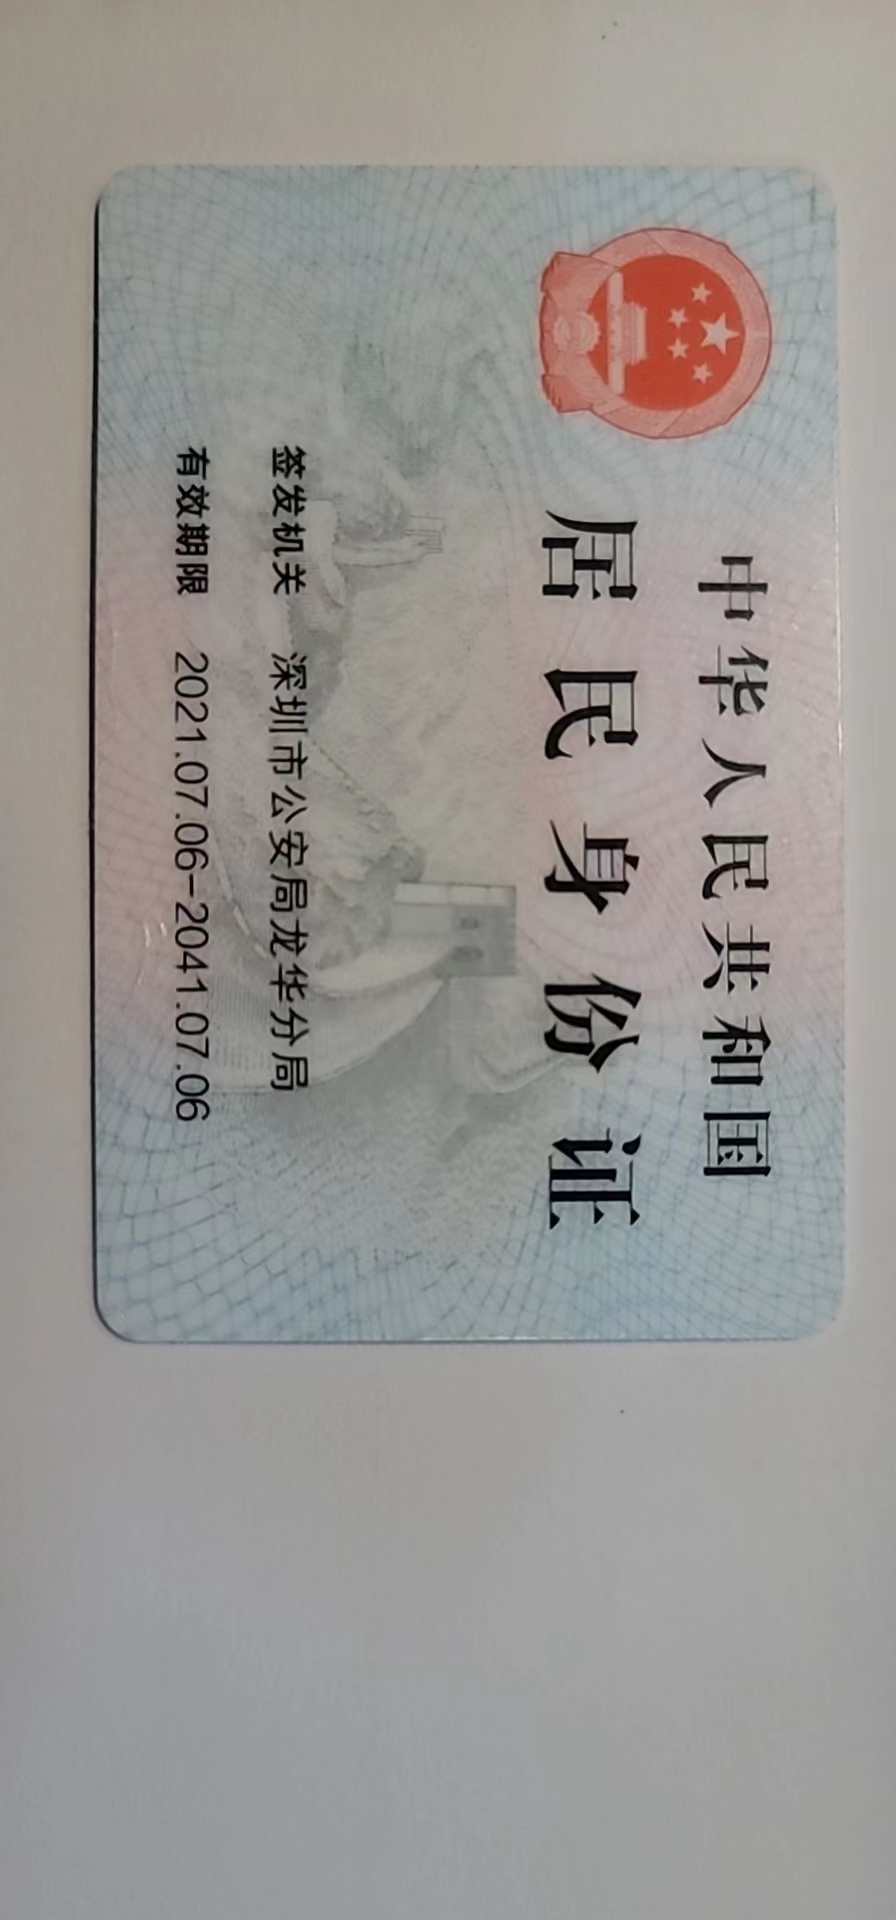 中华人民共和国
居民身份证
签发机关 深圳市公安局龙华分局
有效期限 2021.07.06-2041.07.06